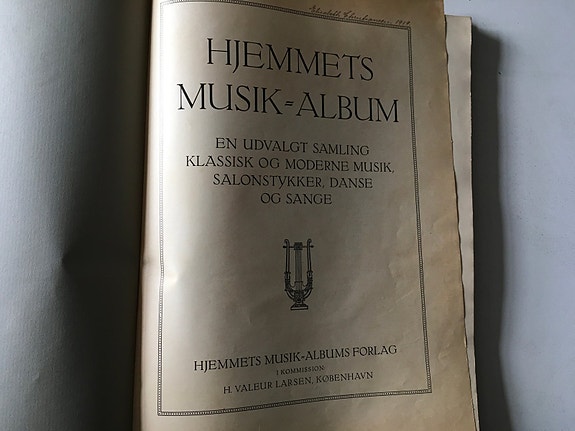 HJEMMETS
MUSIK=ALBUM
EN UDVALGT SAMLING
KLASSISK OG MODERNE MUSIK,
SALONSTYKKER, DANSE
OG SANGE
HJEMMETS MUSIK=ALBUMS FORLAG
I KOMMISSION:
H. VALEUR LARSEN, KØBENHAVN